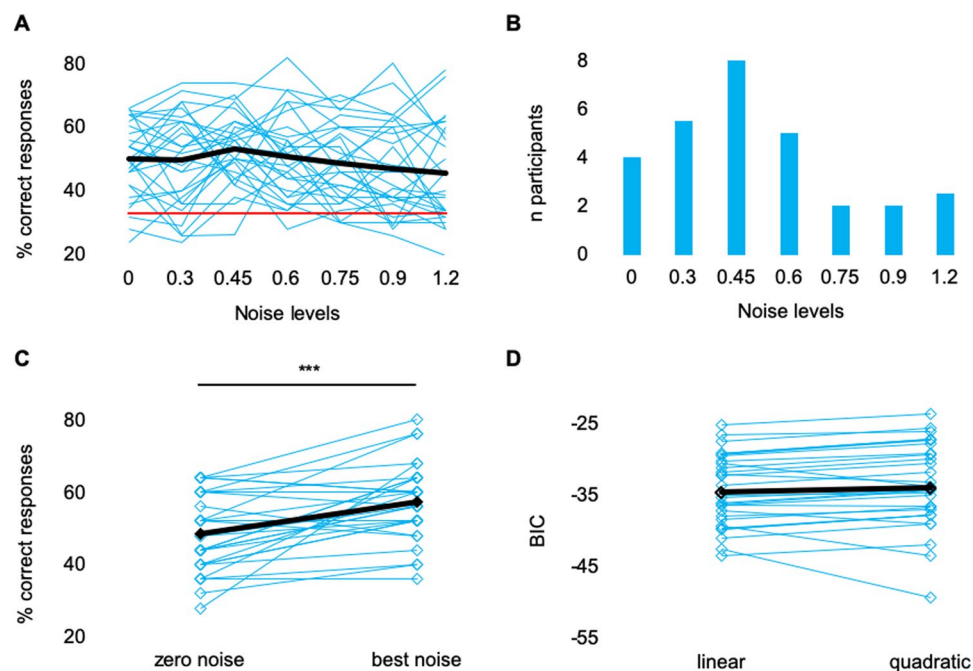 A
% correct responses
80
60
40
20
0 0.3 0.45 0.6 0.75 0.9 1.2
Noise levels
B
n participants
8
6
4
2
0
0 0.3 0.45 0.6 0.75 0.9 1.2
Noise levels
C
***
% correct responses
80
60
40
20
zero noise best noise
D
BIC
-25
-35
-45
-55
linear quadratic